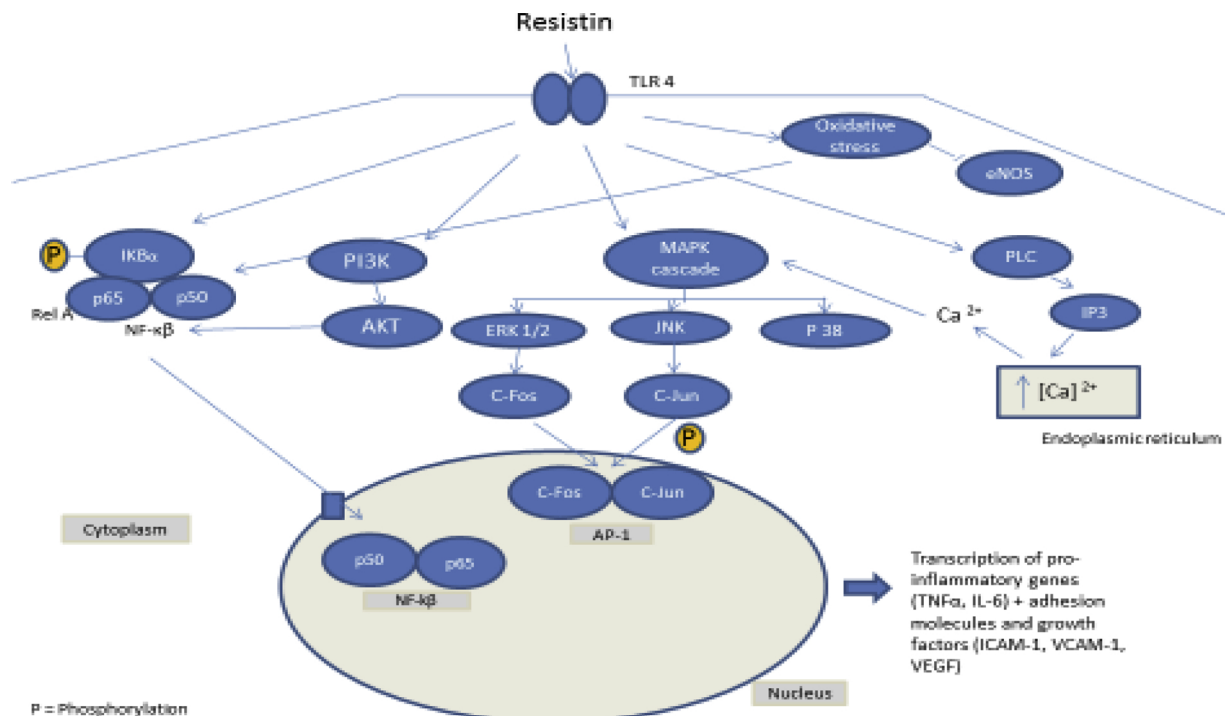 Resistin
TLR 4
Oxidative
stress
eNOS
P
IKBα
PI3K
MAPK
cascade
PLC
p65
p50
Rel A
NF-κβ
AKT
ERK 1/2
JNK
P 38
Ca 2+
IP3
C-Fos
C-Jun
[Ca] 2+
P
Endoplasmic reticulum
C-Fos
C-Jun
AP-1
Cytoplasm
p50
p65
NF-kβ
Transcription of pro-
inflammatory genes
(TNFα, IL-6) + adhesion
molecules and growth
factors (ICAM-1, VCAM-1,
VEGF)
Nucleus
P = Phosphorylation